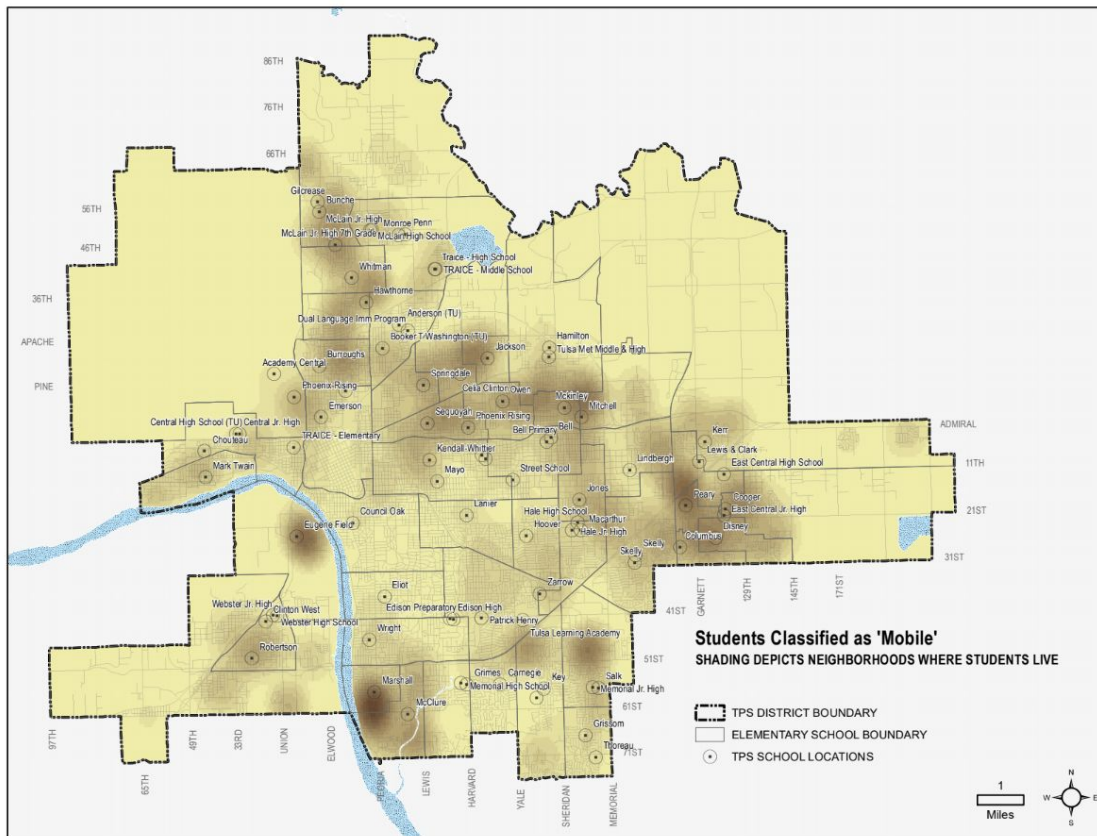 86TH
76TH
66TH
56TH
46TH
36TH
APACHE
PINE
Gilcrease
Bunche
McLain Jr. High
Monroe Penn
McLain Jr. High 7th Grade
McLain High School
Traice - High School
TRAICE - Middle School
Whitman
Hawthorne
Anderson (TU)
Dual Language Imm Program
Booker T Washington (TU)
Hamilton
Tulsa Met Middle & High
Jackson
Burroughs
Academy Central
Springdale
Phoenix-Rising
Celia Clinton
Owen
Mckinley
Mitchell
Emerson
Sequoyah
Phoenix Rising
Central High School (TU)
Central Jr. High
Bell Primary
Bell
Kerr
ADMIRAL
Chouteau
TRAICE - Elementary
Kendall-Whittier
Lewis & Clark
11TH
Mark Twain
Mayo
Street School
Lindbergh
East Central High School
Jones
Peary
Cooper
Lanier
Hale High School
Macarthur
East Central Jr. High
21ST
Council Oak
Eugene Field
Hoover
Hale Jr. High
Disney
Columbus
Skelly
Skelly
31ST
41ST
GARNETT
129TH
145TH
171ST
Eliot
Zarrow
Webster Jr. High
Clinton West
Webster High School
Edison Preparatory
Edison High
Patrick Henry
Wright
Tulsa Learning Academy
Robertson
51ST
Marshall
Grimes
Carnegie
Key
Salk
Memorial High School
Memorial Jr. High
McClure
61ST
Grissom
Thoreau
71ST
97TH
65TH
49TH
33RD
UNION
ELWOOD
PEORIA
LEWIS
HARVARD
YALE
SHERIDAN
MEMORIAL
Students Classified as 'Mobile'
SHADING DEPICTS NEIGHBORHOODS WHERE STUDENTS LIVE
TPS DISTRICT BOUNDARY
ELEMENTARY SCHOOL BOUNDARY
TPS SCHOOL LOCATIONS
1
Miles
N
W
E
S